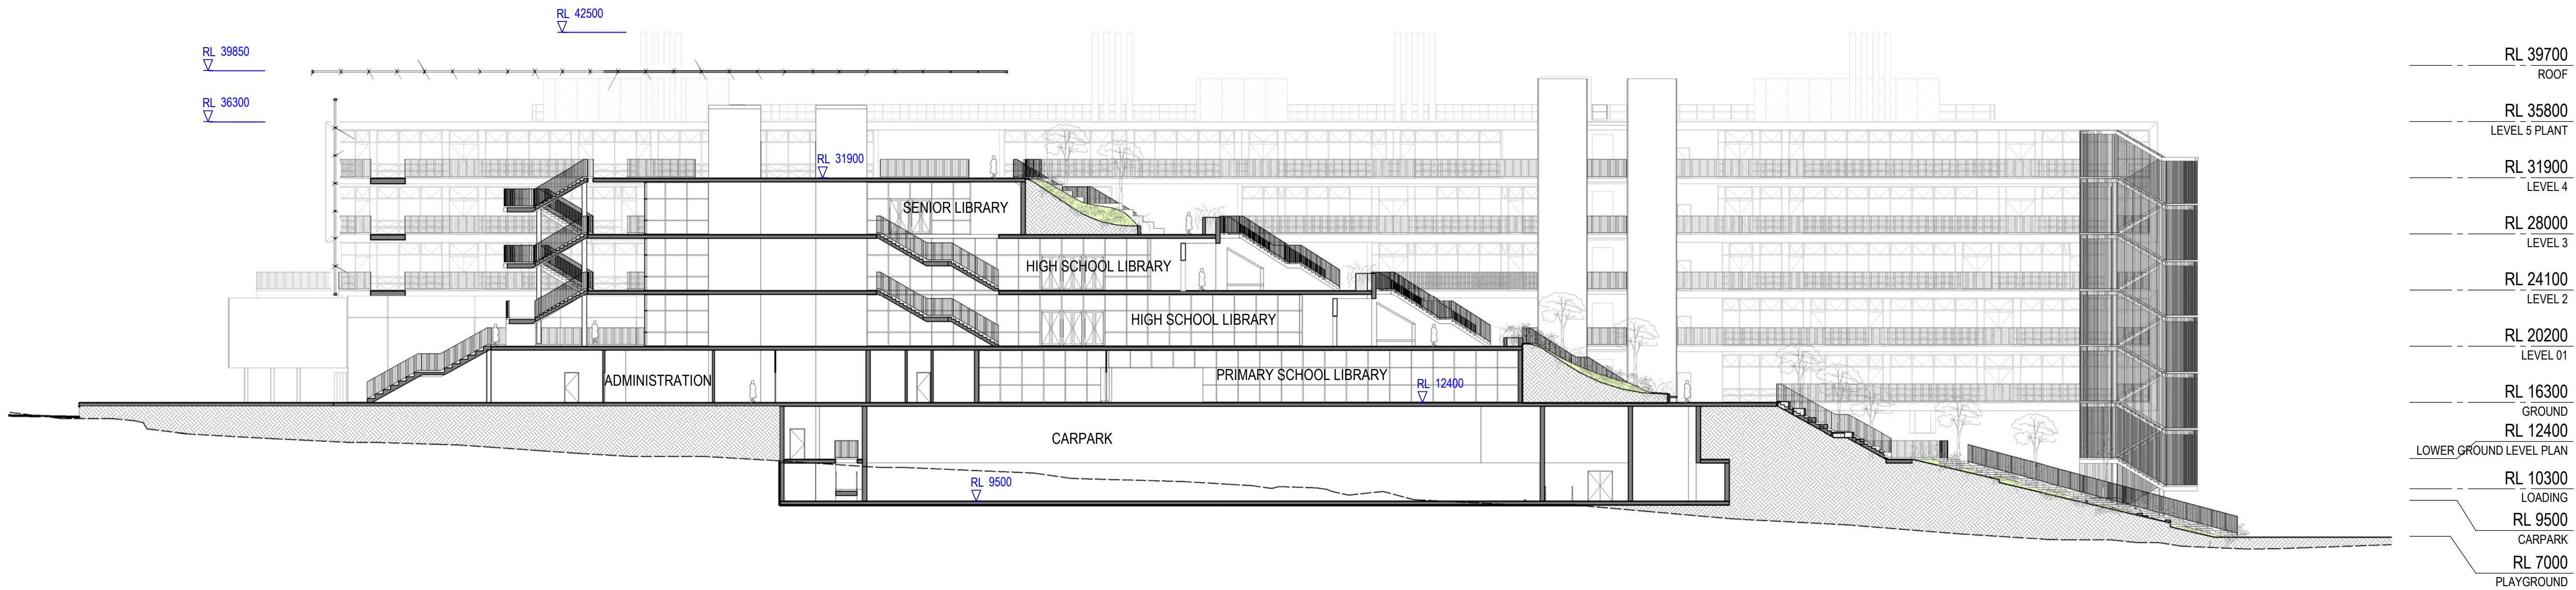 RL 42500
RL 39850
RL 39700
ROOF
RL 36300
RL 35800
LEVEL 5 PLANT
RL 31900
RL 31900
LEVEL 4
SENIOR LIBRARY
RL 28000
LEVEL 3
HIGH SCHOOL LIBRARY
RL 24100
LEVEL 2
HIGH SCHOOL LIBRARY
RL 20200
LEVEL 01
ADMINISTRATION
PRIMARY SCHOOL LIBRARY
RL 12400
RL 16300
GROUND
CARPARK
RL 12400
LOWER GROUND LEVEL PLAN
RL 9500
RL 10300
LOADING
RL 9500
CARPARK
RL 7000
PLAYGROUND